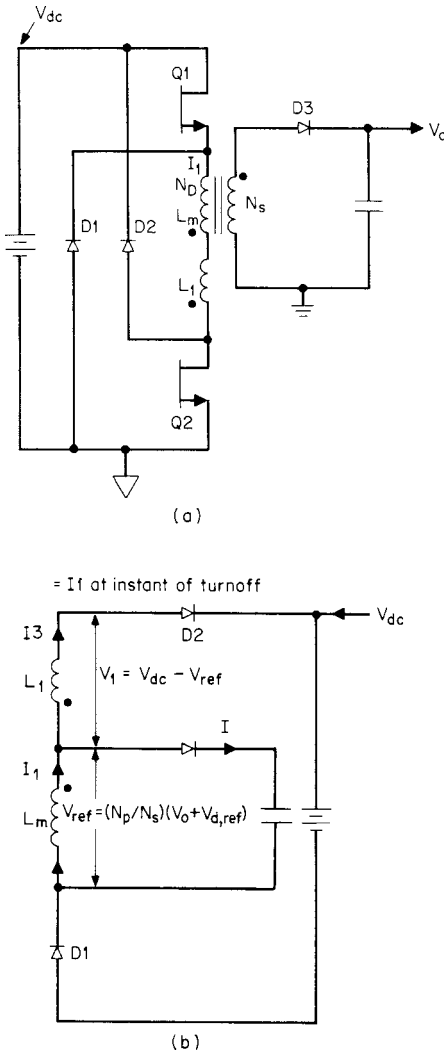 Vdc
Q1
D3
Vo
I1
ND
Ns
D1
D2
Lm
L1
Q2
(a)
= I1 at instant of turnoff
Vdc
D2
I3
V1 = Vdc − Vref
L1
I
I1
Lm
Vref=(Np/Ns)(Vo+Vd,ref)
D1
(b)